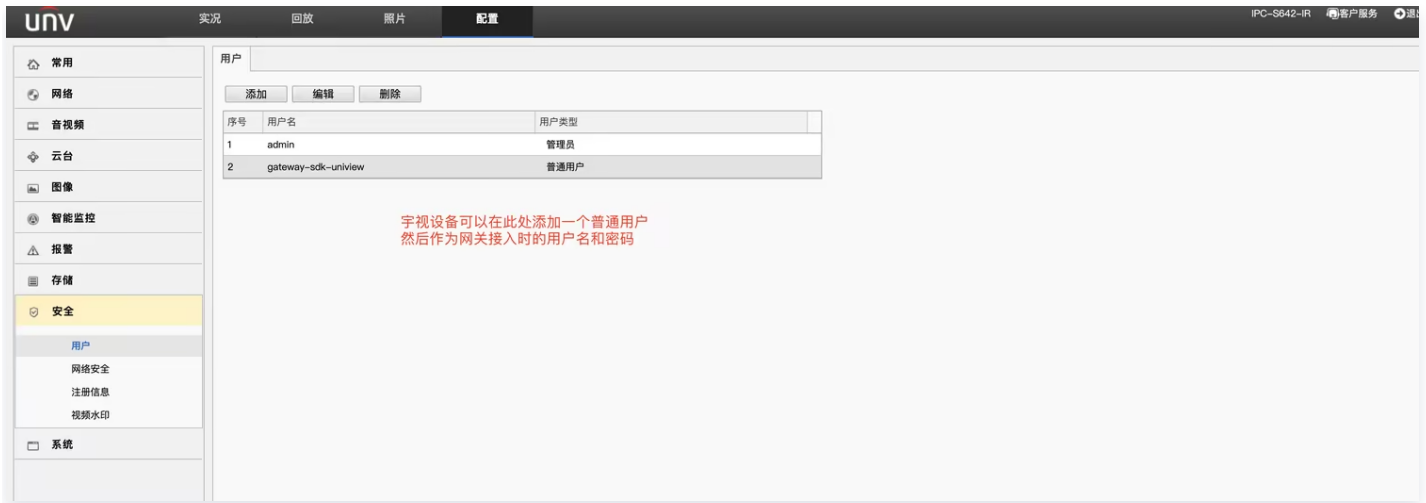 unv
实况 回放 照片 配置
IPC-S642-IR 客户服务
常用
网络
音视频
云台
图像
智能监控
报警
存储
安全
用户
网络安全
注册信息
视频水印
系统
用户
添加 编辑 删除
序号 用户名 用户类型
1 admin 管理员
2 gateway-sdk-uniview 普通用户
宇视设备可以在此处添加一个普通用户
然后作为网关接入时的用户名和密码